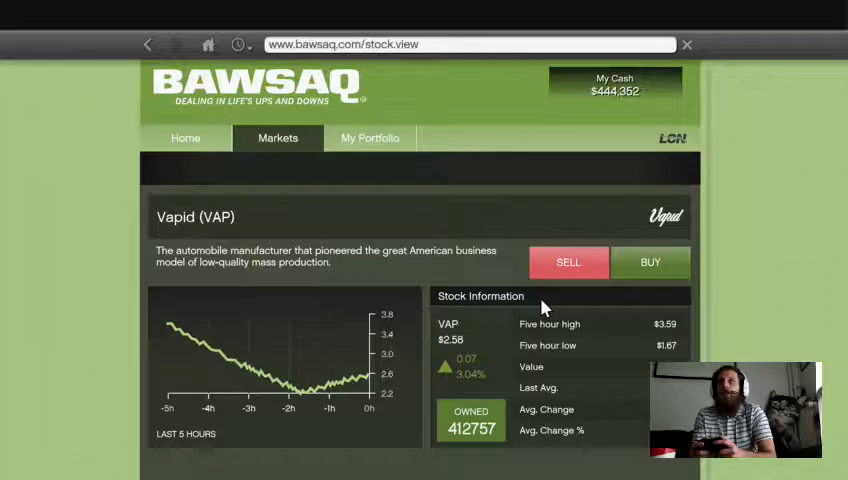 www.bawsaq.com/stock.view
BAWSAQ
DEALING IN LIFE'S UPS AND DOWNS
My Cash
$444,352
Home
Markets
My Portfolio
LCN
Vapid (VAP)
Vapid
The automobile manufacturer that pioneered the great American business
model of low-quality mass production.
SELL
BUY
3.8
3.4
3.0
2.6
2.2
-5h
-4h
-3h
-2h
-1h
0h
LAST 5 HOURS
Stock Information
VAP
$2.58
0.07
3.04%
OWNED
412757
Five hour high $3.59
Five hour low $1.67
Value
Last Avg.
Avg. Change
Avg. Change %